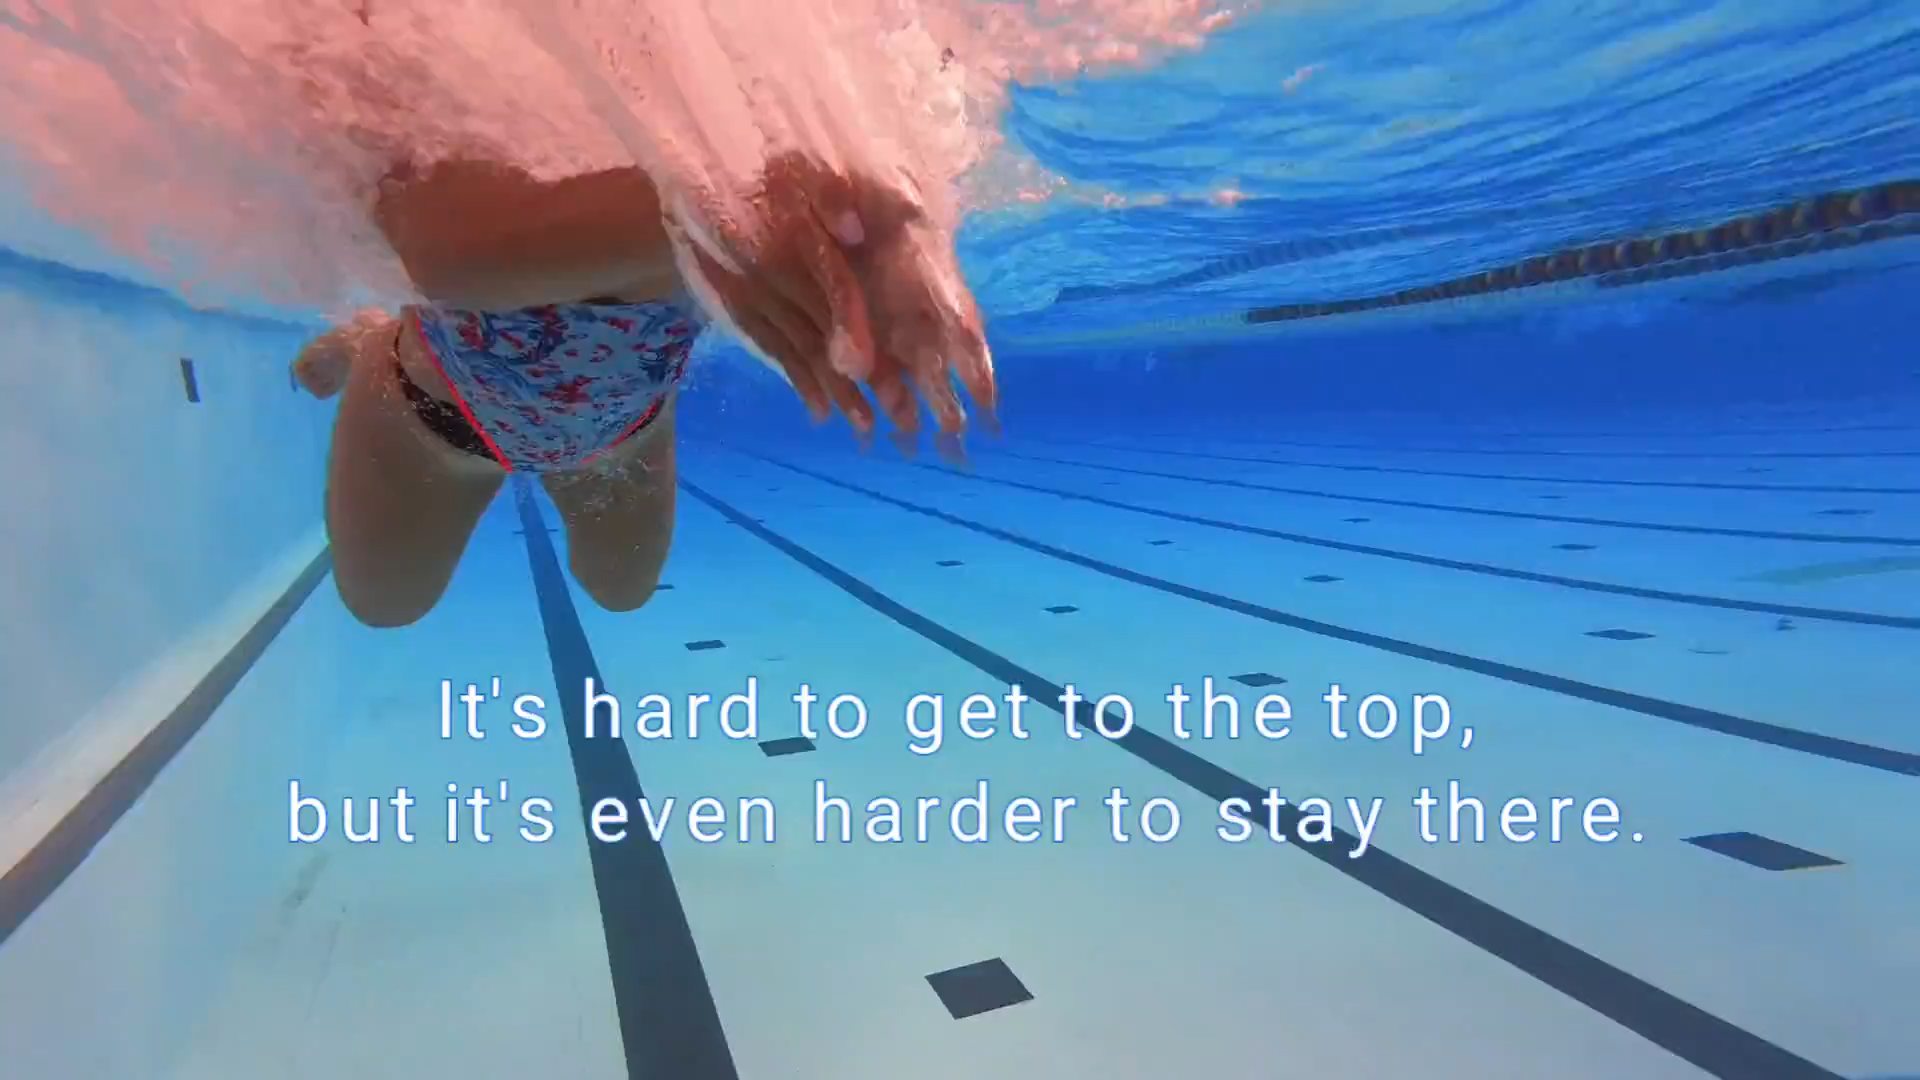 It's hard to get to the top,
but it's even harder to stay there.